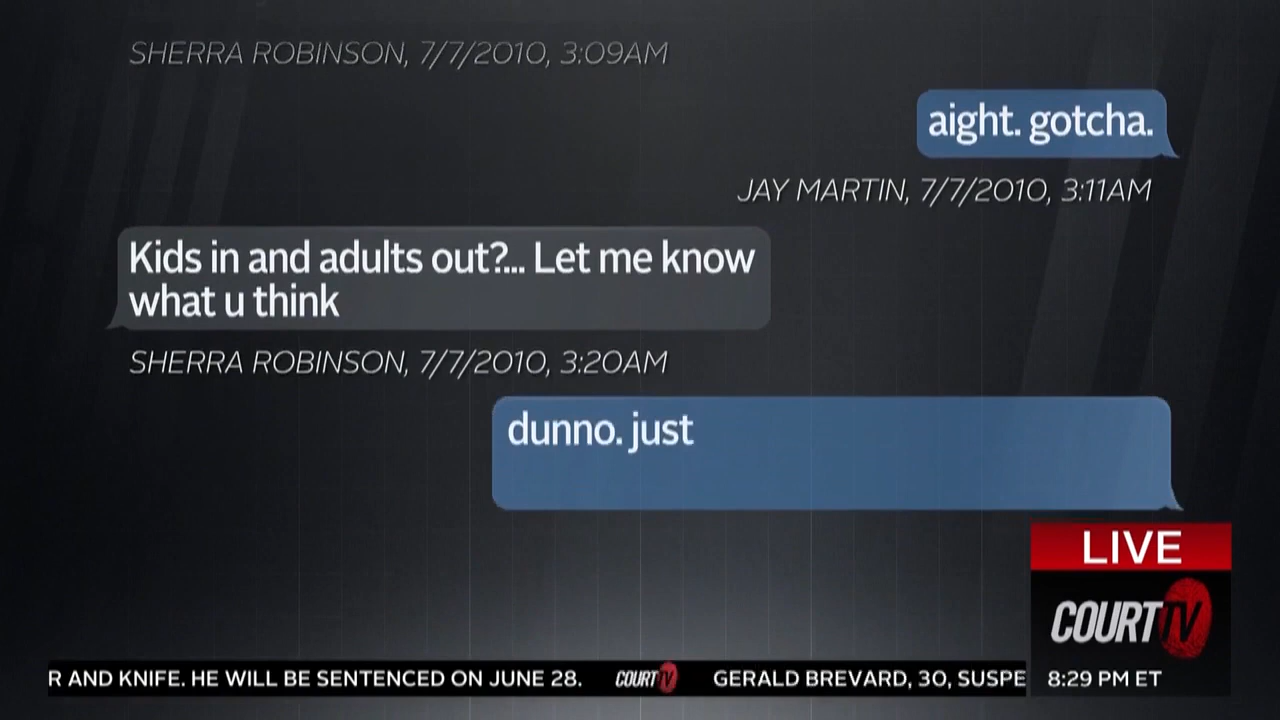 SHERRA ROBINSON, 7/7/2010, 3:09AM
aight. gotcha.
JAY MARTIN, 7/7/2010, 3:11AM
Kids in and adults out?... Let me know
what u think
SHERRA ROBINSON, 7/7/2010, 3:20AM
dunno. just
LIVE
COURT TV
R AND KNIFE. HE WILL BE SENTENCED ON JUNE 28. COURT TV GERALD BREVARD, 30, SUSPE
8:29 PM ET